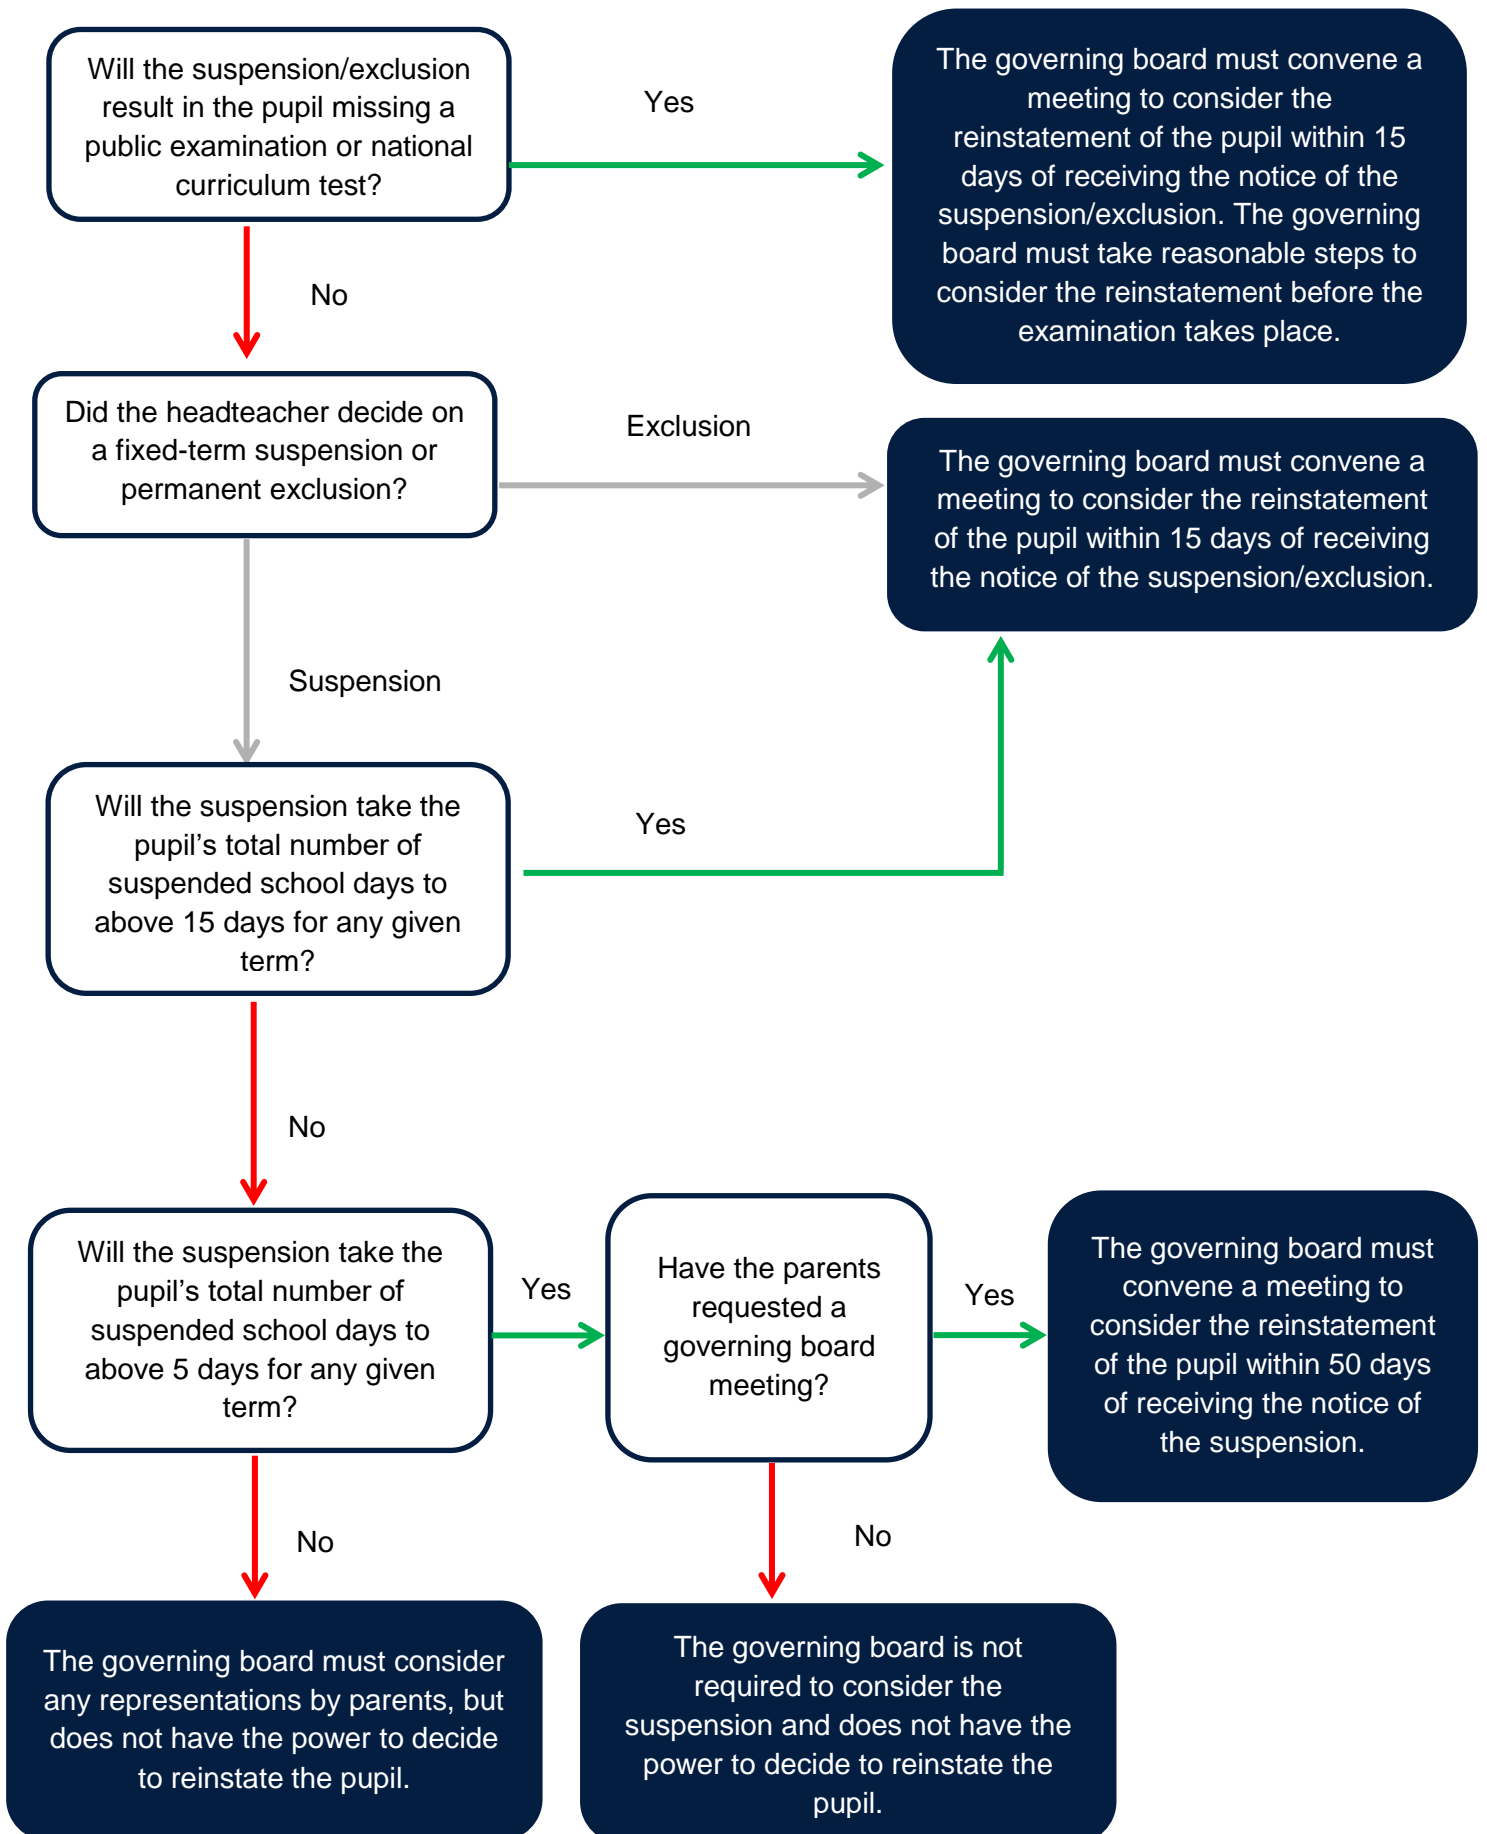 Will the suspension/exclusion
result in the pupil missing a
public examination or national
curriculum test?
Yes
The governing board must convene a
meeting to consider the
reinstatement of the pupil within 15
days of receiving the notice of the
suspension/exclusion. The governing
board must take reasonable steps to
consider the reinstatement before the
examination takes place.
No
Did the headteacher decide on
a fixed-term suspension or
permanent exclusion?
Exclusion
The governing board must convene a
meeting to consider the reinstatement
of the pupil within 15 days of receiving
the notice of the suspension/exclusion.
Suspension
Will the suspension take the
pupil’s total number of
suspended school days to
above 15 days for any given
term?
Yes
No
Will the suspension take the
pupil’s total number of
suspended school days to
above 5 days for any given
term?
Yes
Have the parents
requested a
governing board
meeting?
Yes
The governing board must
convene a meeting to
consider the reinstatement
of the pupil within 50 days
of receiving the notice of
the suspension.
No
No
The governing board must consider
any representations by parents, but
does not have the power to decide
to reinstate the pupil.
The governing board is not
required to consider the
suspension and does not have the
power to decide to reinstate the
pupil.